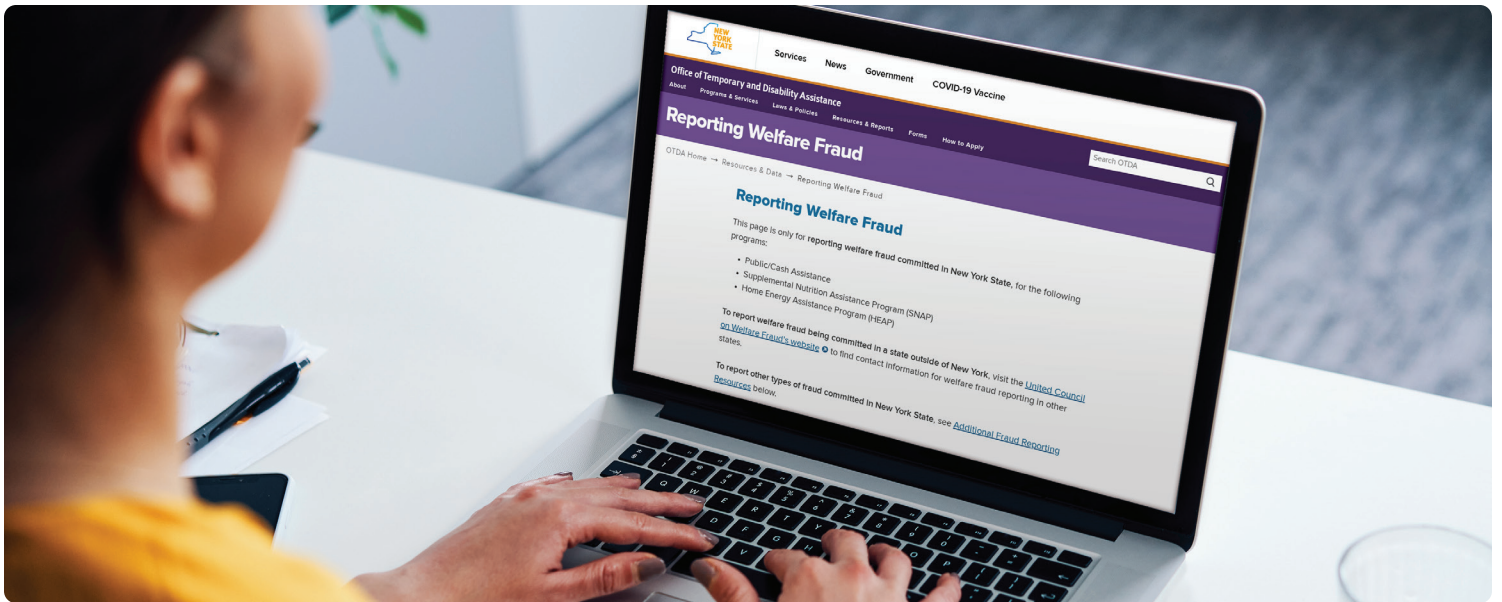 NEW
YORK
STATE
Services News Government COVID-19 Vaccine
Office of Temporary and Disability Assistance
About Programs & Services Laws & Policies Resources & Reports Forms How to Apply
Search OTDA
Reporting Welfare Fraud
OTDA Home → Resources & Data → Reporting Welfare Fraud
Reporting Welfare Fraud
This page is only for reporting welfare fraud committed in New York State, for the following
programs:
• Public/Cash Assistance
• Supplemental Nutrition Assistance Program (SNAP)
• Home Energy Assistance Program (HEAP)
To report welfare fraud being committed in a state outside of New York, visit the United Council
on Welfare Fraud's website to find contact information for welfare fraud reporting in other
states.
To report other types of fraud committed in New York State, see Additional Fraud Reporting
Resources below.